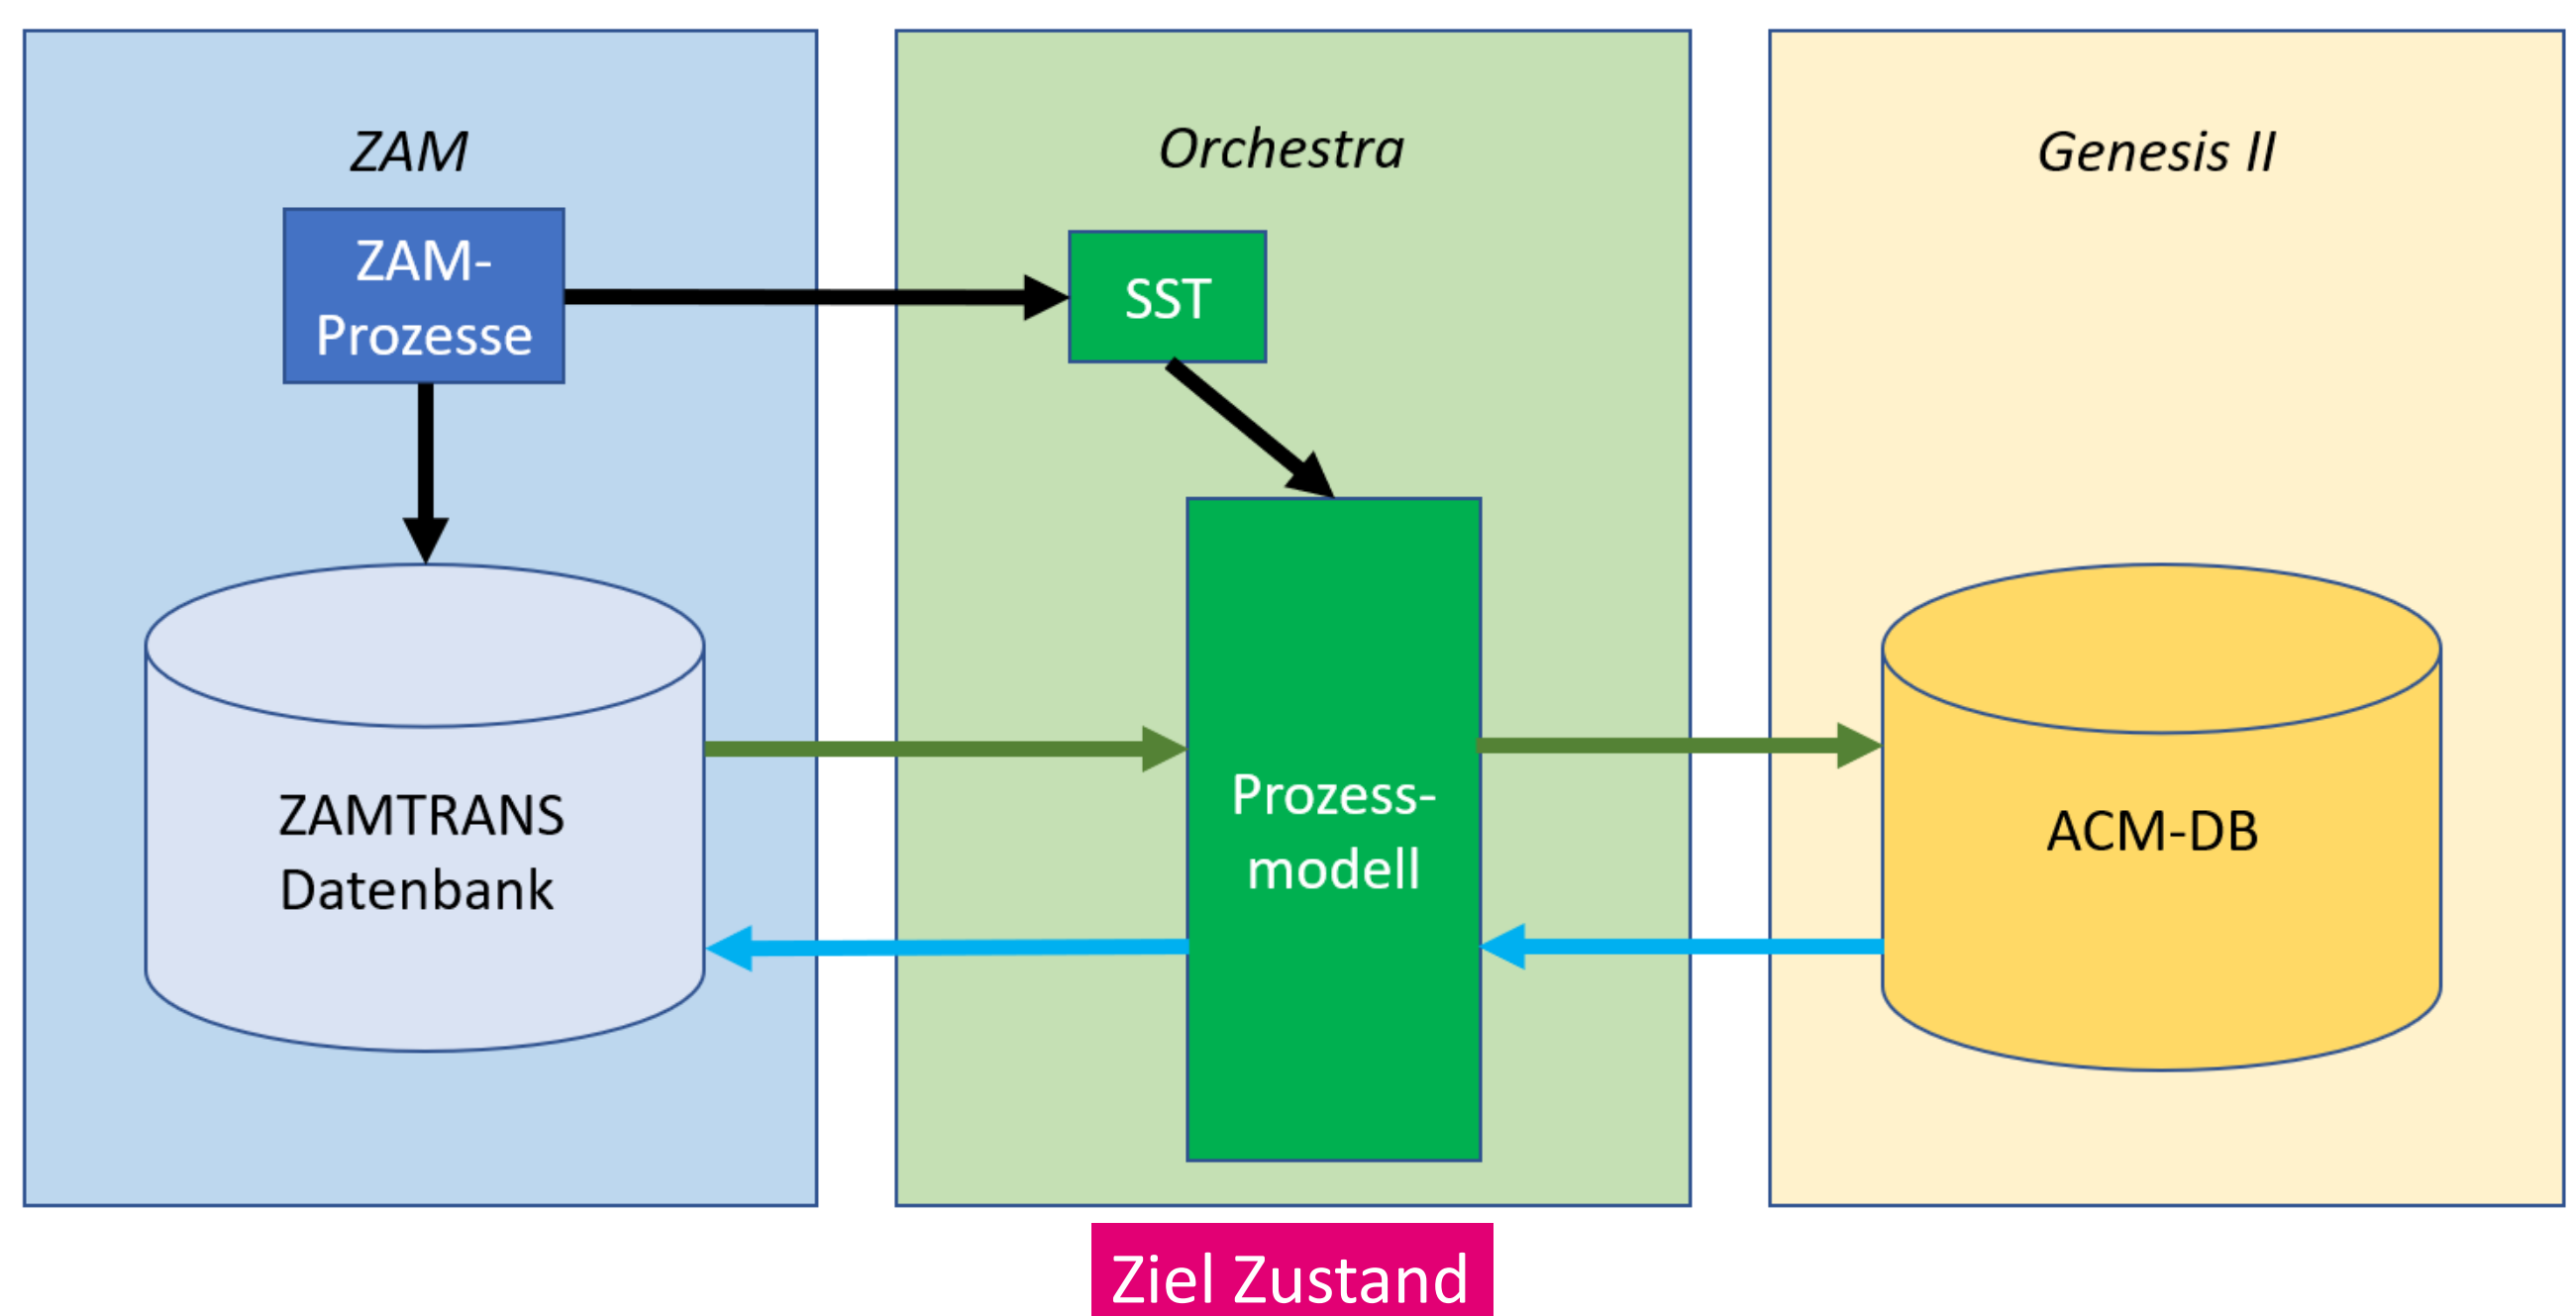 ZAM
Orchestra
Genesis II
ZAM-
Prozesse
SST
ZAMTRANS
Datenbank
Prozess-
modell
ACM-DB
Ziel Zustand